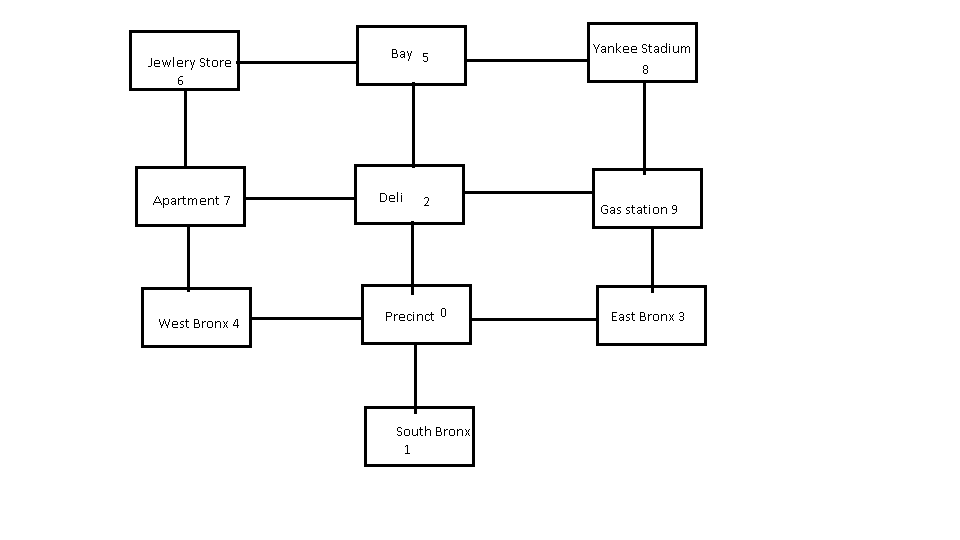 Jewlery Store
6
Bay 5
Yankee Stadium
8
Apartment 7
Deli 2
Gas station 9
West Bronx 4
Precinct 0
East Bronx 3
South Bronx
1